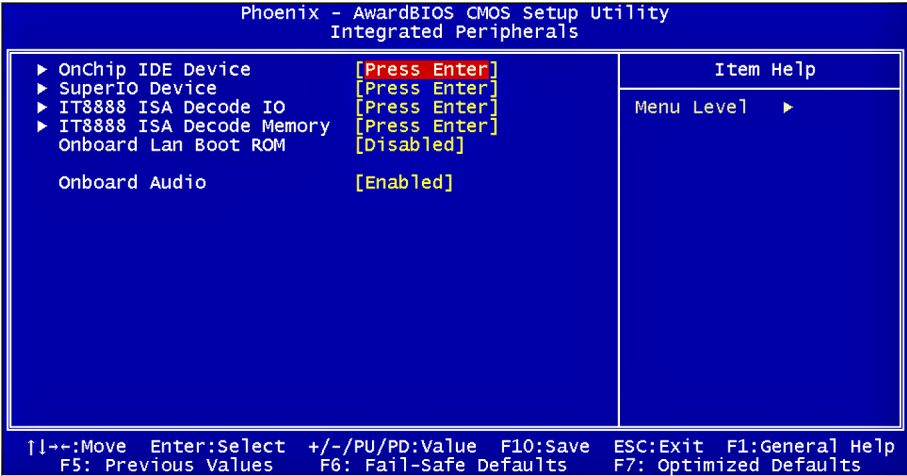 Phoenix - AwardBIOS CMOS Setup Utility
Integrated Peripherals
▶ OnChip IDE Device [Press Enter]
▶ SuperIO Device [Press Enter]
▶ IT8888 ISA Decode IO [Press Enter]
▶ IT8888 ISA Decode Memory [Press Enter]
Onboard Lan Boot ROM [Disabled]
Onboard Audio [Enabled]
Item Help
Menu Level ▶
↑↓→←:Move Enter:Select +/-/PU/PD:Value F10:Save ESC:Exit F1:General Help
F5: Previous Values F6: Fail-Safe Defaults F7: Optimized Defaults